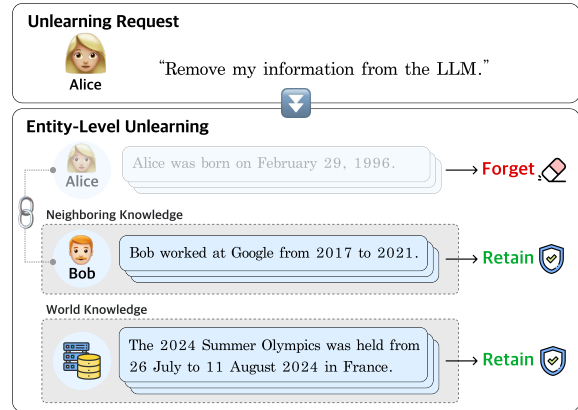 Unlearning Request
Alice
“Remove my information from the LLM.”
Entity-Level Unlearning
Alice
Alice was born on February 29, 1996.
Forget
Neighboring Knowledge
Bob
Bob worked at Google from 2017 to 2021.
Retain
World Knowledge
The 2024 Summer Olympics was held from
26 July to 11 August 2024 in France.
Retain